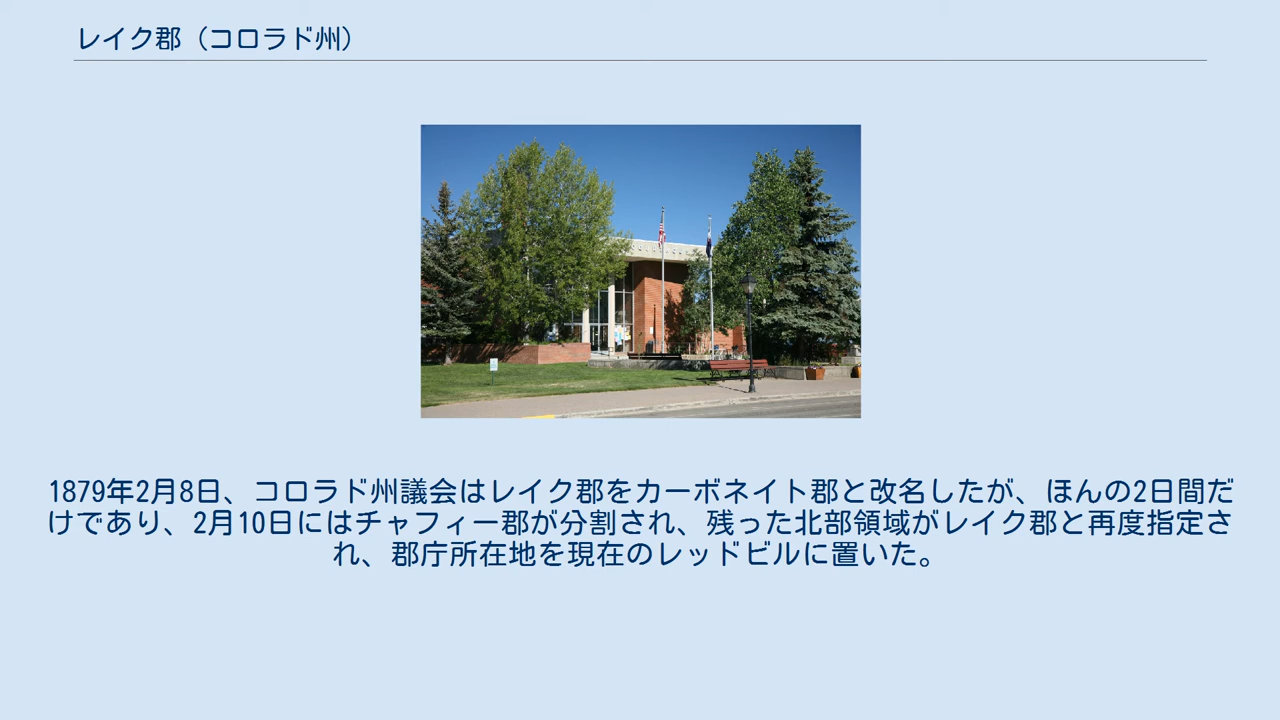 レイク郡（コロラド州）
1879年2月8日、コロラド州議会はレイク郡をカーボネイト郡と改名したが、ほんの2日間だ
けであり、2月10日にはチャフィー郡が分割され、残った北部領域がレイク郡と再度指定さ
れ、郡庁所在地を現在のレッドビルに置いた。